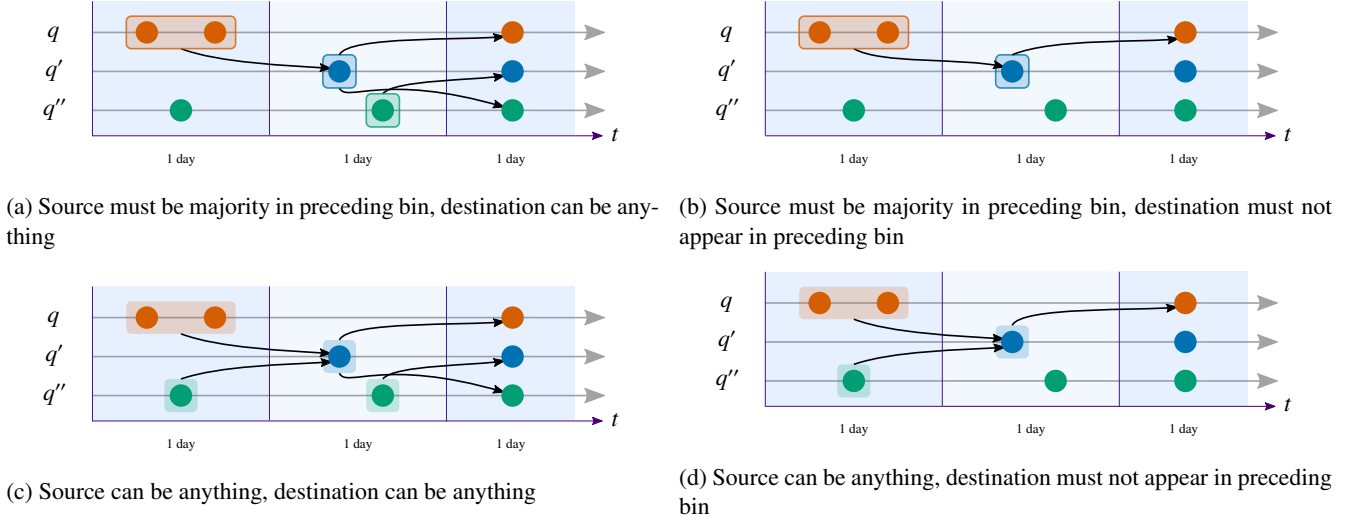 q
q′
q′′
t
1 day
1 day
1 day
(a) Source must be majority in preceding bin, destination can be any-
thing
q
q′
q′′
t
1 day
1 day
1 day
(b) Source must be majority in preceding bin, destination must not
appear in preceding bin
q
q′
q′′
t
1 day
1 day
1 day
(c) Source can be anything, destination can be anything
q
q′
q′′
t
1 day
1 day
1 day
(d) Source can be anything, destination must not appear in preceding
bin